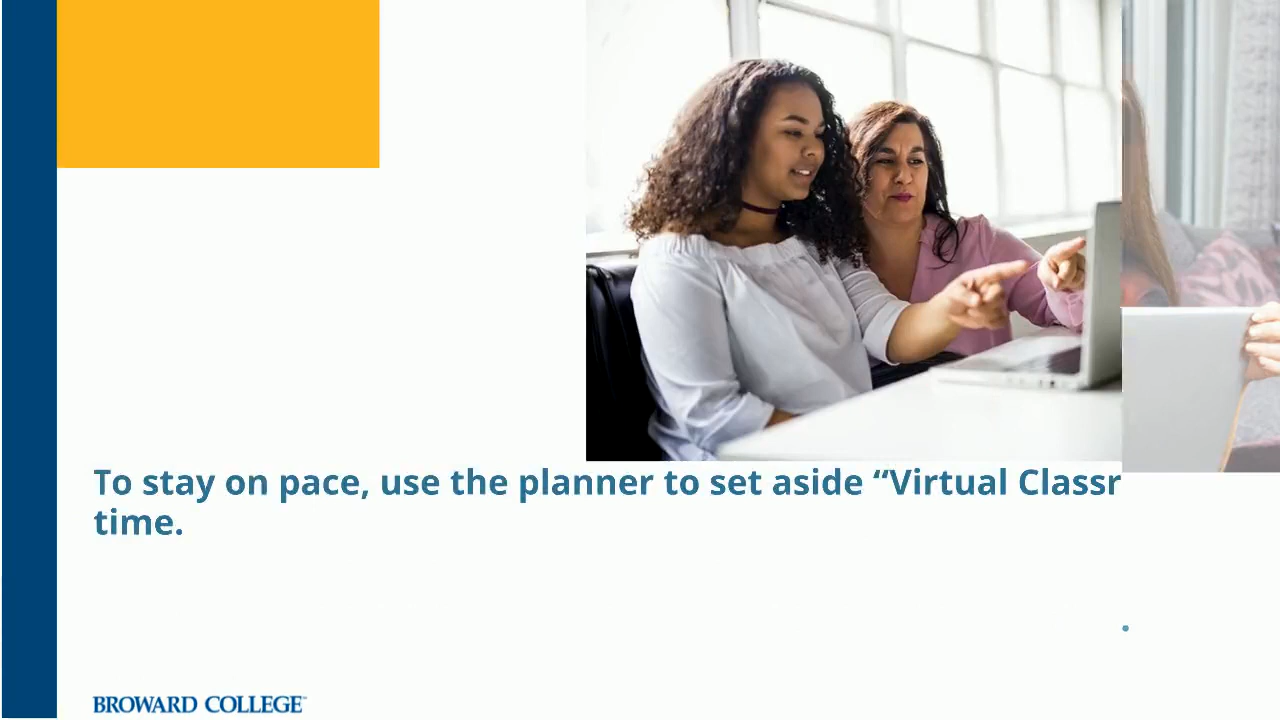 To stay on pace, use the planner to set aside “Virtual Classr
time.
BROWARD COLLEGE